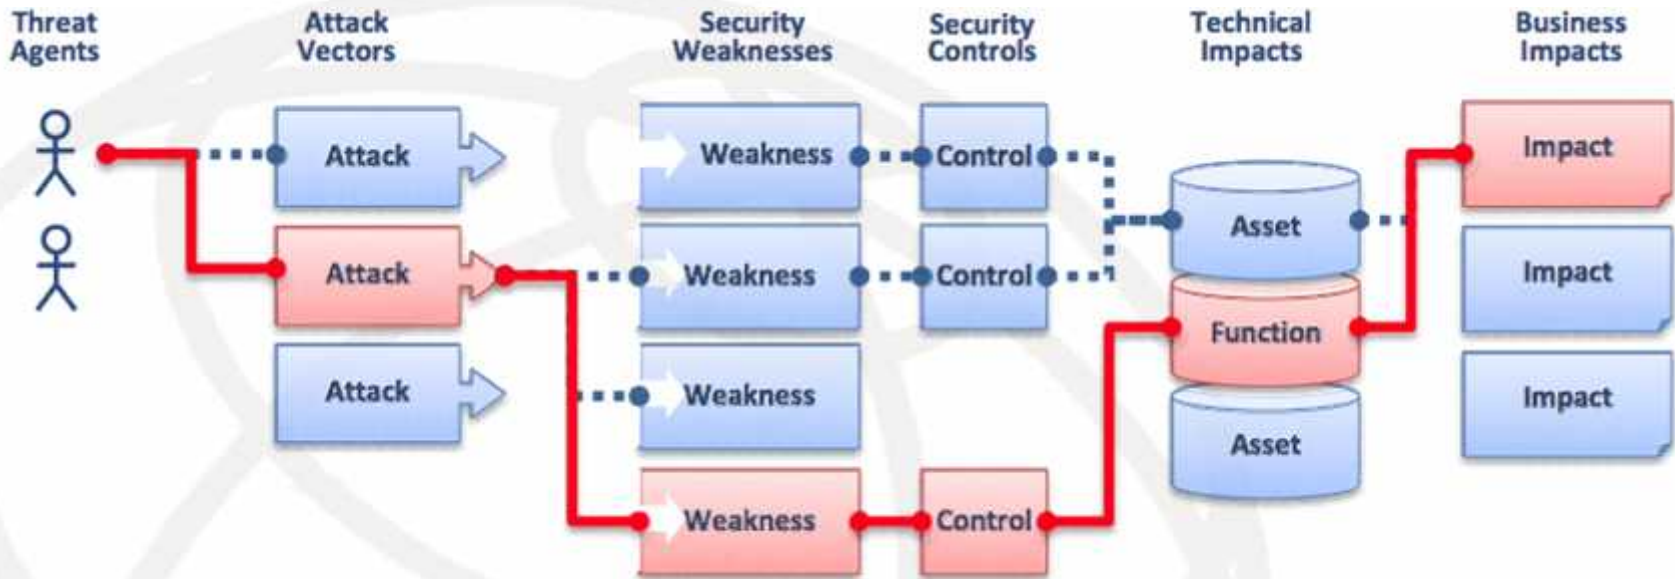 Threat
Agents
Attack
Vectors
Security
Weaknesses
Security
Controls
Technical
Impacts
Business
Impacts
Attack
Weakness
Control
Impact
Asset
Attack
Weakness
Control
Impact
Function
Attack
Weakness
Impact
Asset
Weakness
Control